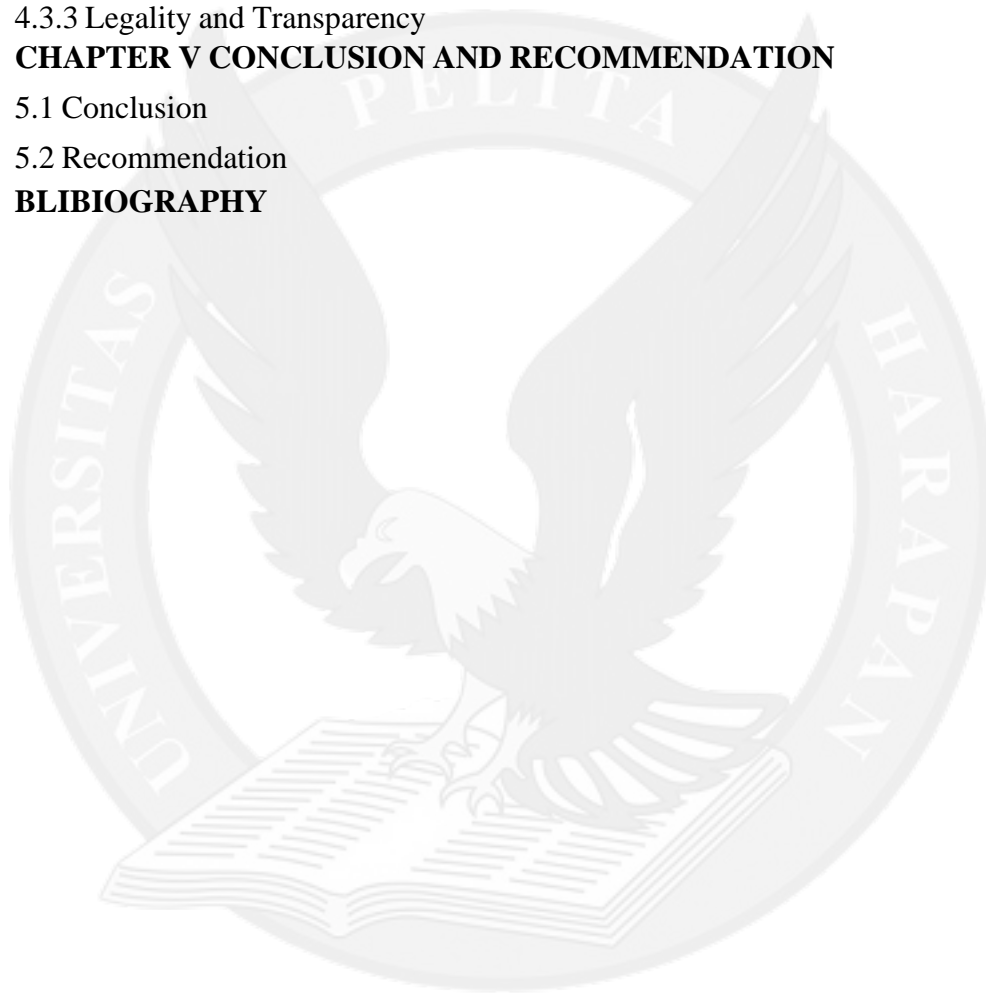 4.3.3 Legality and Transparency
CHAPTER V CONCLUSION AND RECOMMENDATION
5.1 Conclusion
5.2 Recommendation
BLIBIOGRAPHY
UNIVERSITAS PELITA HARAPAN